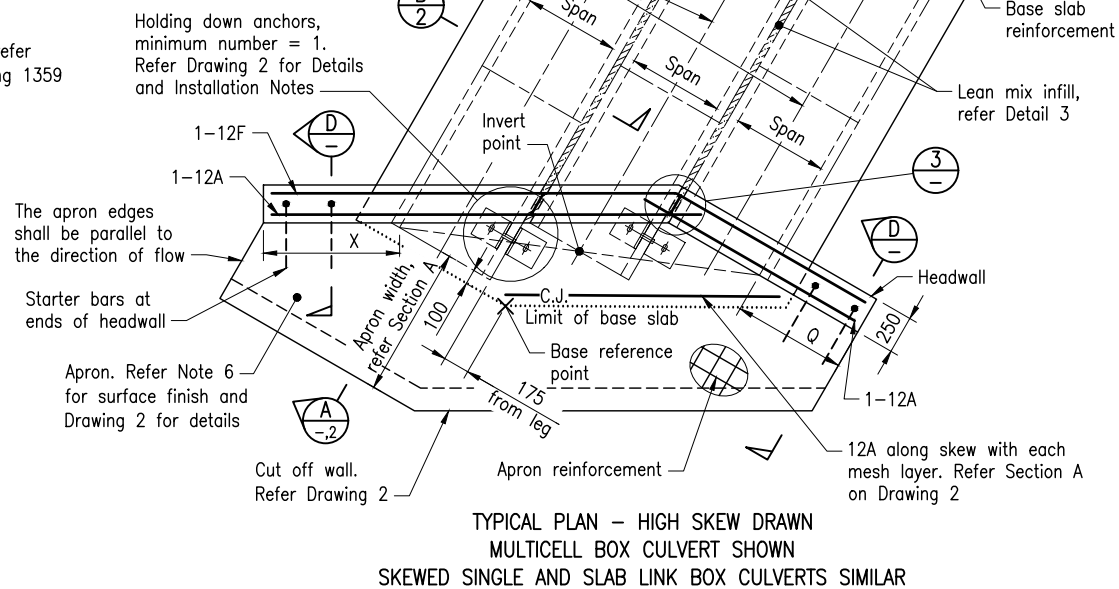 Holding down anchors,
minimum number = 1.
Refer Drawing 2 for Details
and Installation Notes
2
Span
Base slab
reinforcement
efer
ng 1359
Span
Lean mix infill,
refer Detail 3
Span
Invert
point
D
–
1–12F
3
–
1–12A
The apron edges
shall be parallel to
the direction of flow
X
D
–
Headwall
Starter bars at
ends of headwall
Apron width,
refer Section A
100
C.J.
Limit of base slab
Q
250
Base reference
point
175
from leg
Apron. Refer Note 6
for surface finish and
Drawing 2 for details
A
–,2
1–12A
Cut off wall.
Refer Drawing 2
Apron reinforcement
12A along skew with each
mesh layer. Refer Section A
on Drawing 2
TYPICAL PLAN – HIGH SKEW DRAWN
MULTICELL BOX CULVERT SHOWN
SKEWED SINGLE AND SLAB LINK BOX CULVERTS SIMILAR